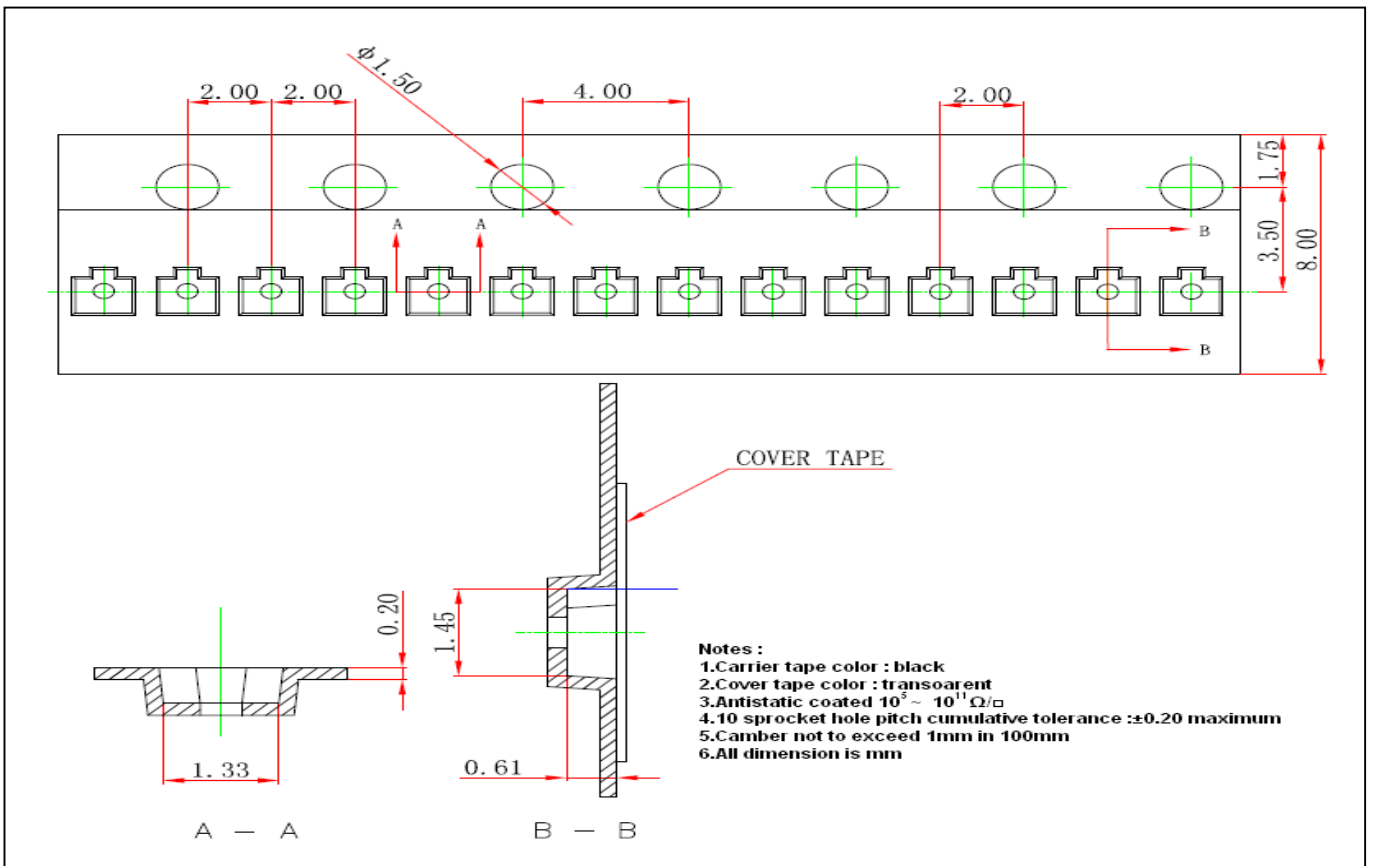 φ1.50
2.00
2.00
4.00
2.00
1.75
3.50
8.00
A
A
B
B
COVER TAPE
0.20
1.45
1.33
0.61
A — A
B — B
Notes :
1.Carrier tape color : black
2.Cover tape color : transoarent
3.Antistatic coated 10⁵ ~ 10¹¹ Ω/□
4.10 sprocket hole pitch cumulative tolerance :±0.20 maximum
5.Camber not to exceed 1mm in 100mm
6.All dimension is mm